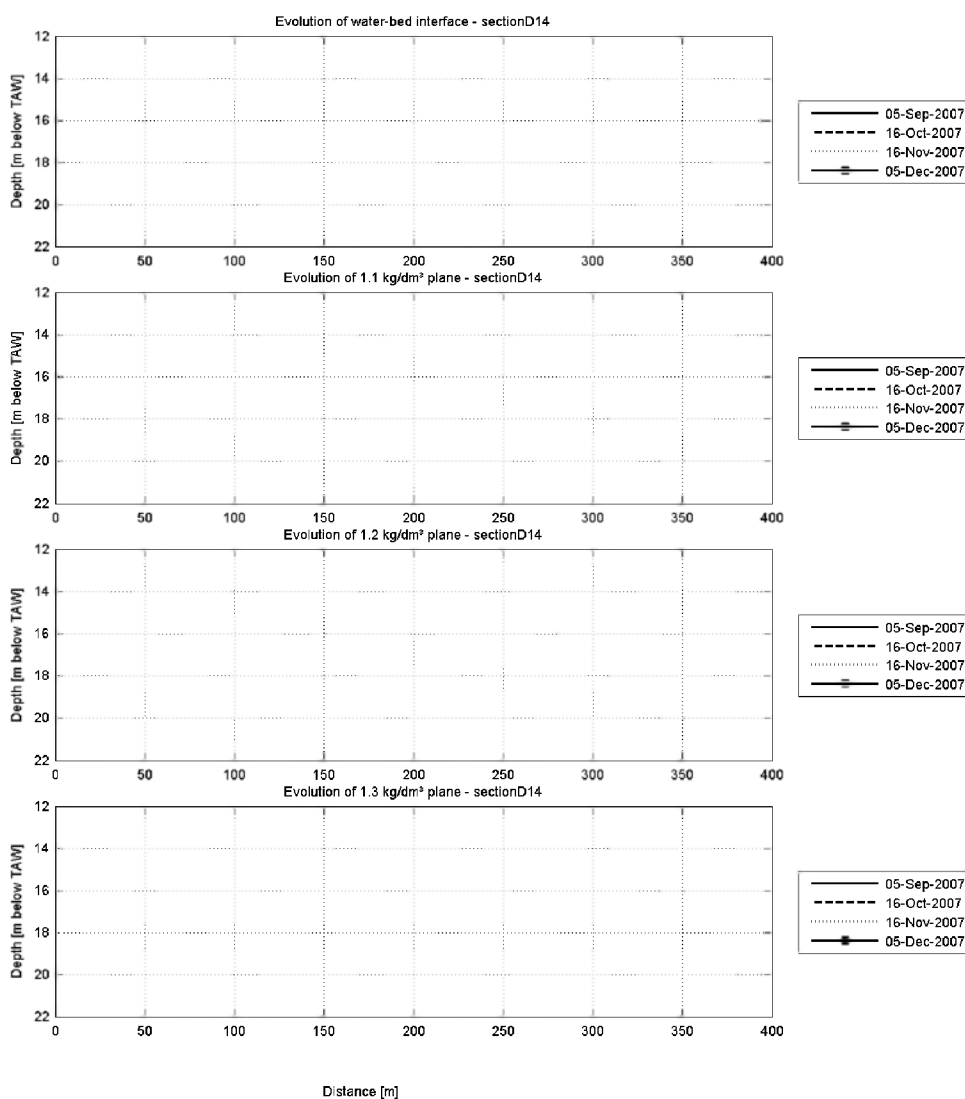 Evolution of water-bed interface - sectionD14
Depth [m below TAW]
12
14
16
18
20
22
0 50 100 150 200 250 300 350 400
05-Sep-2007
16-Oct-2007
16-Nov-2007
05-Dec-2007
Evolution of 1.1 kg/dm³ plane - sectionD14
Depth [m below TAW]
12
14
16
18
20
22
0 50 100 150 200 250 300 350 400
05-Sep-2007
16-Oct-2007
16-Nov-2007
05-Dec-2007
Evolution of 1.2 kg/dm³ plane - sectionD14
Depth [m below TAW]
12
14
16
18
20
22
0 50 100 150 200 250 300 350 400
05-Sep-2007
16-Oct-2007
16-Nov-2007
05-Dec-2007
Evolution of 1.3 kg/dm³ plane - sectionD14
Depth [m below TAW]
12
14
16
18
20
22
0 50 100 150 200 250 300 350 400
05-Sep-2007
16-Oct-2007
16-Nov-2007
05-Dec-2007
Distance [m]